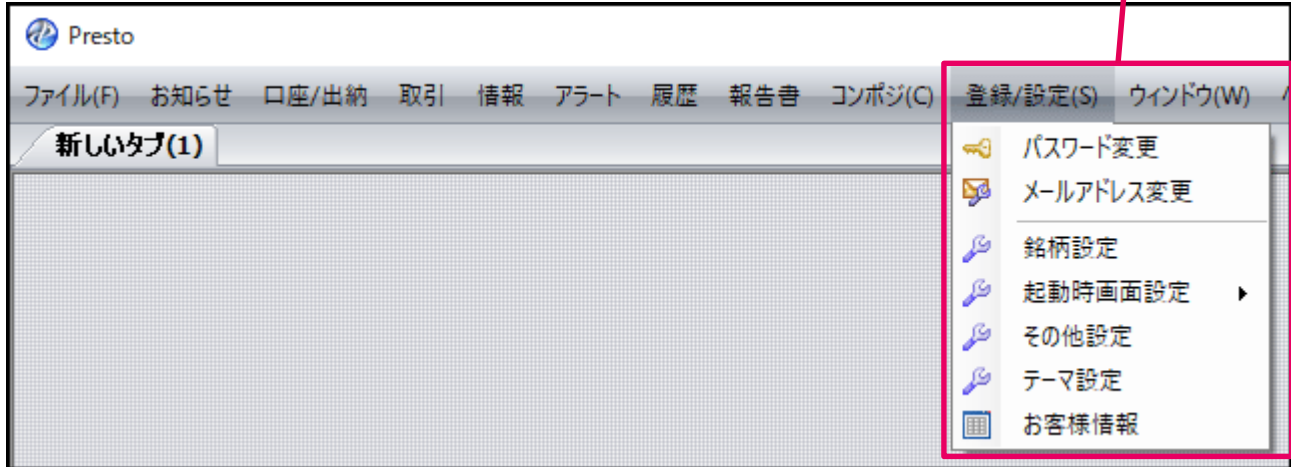 Presto
ファイル(F) お知らせ 口座/出納 取引 情報 アラート 履歴 報告書 コンポジ(C) 登録/設定(S) ウィンドウ(W)
新しいタブ(1)
パスワード変更
メールアドレス変更
銘柄設定
起動時画面設定
その他設定
テーマ設定
お客様情報